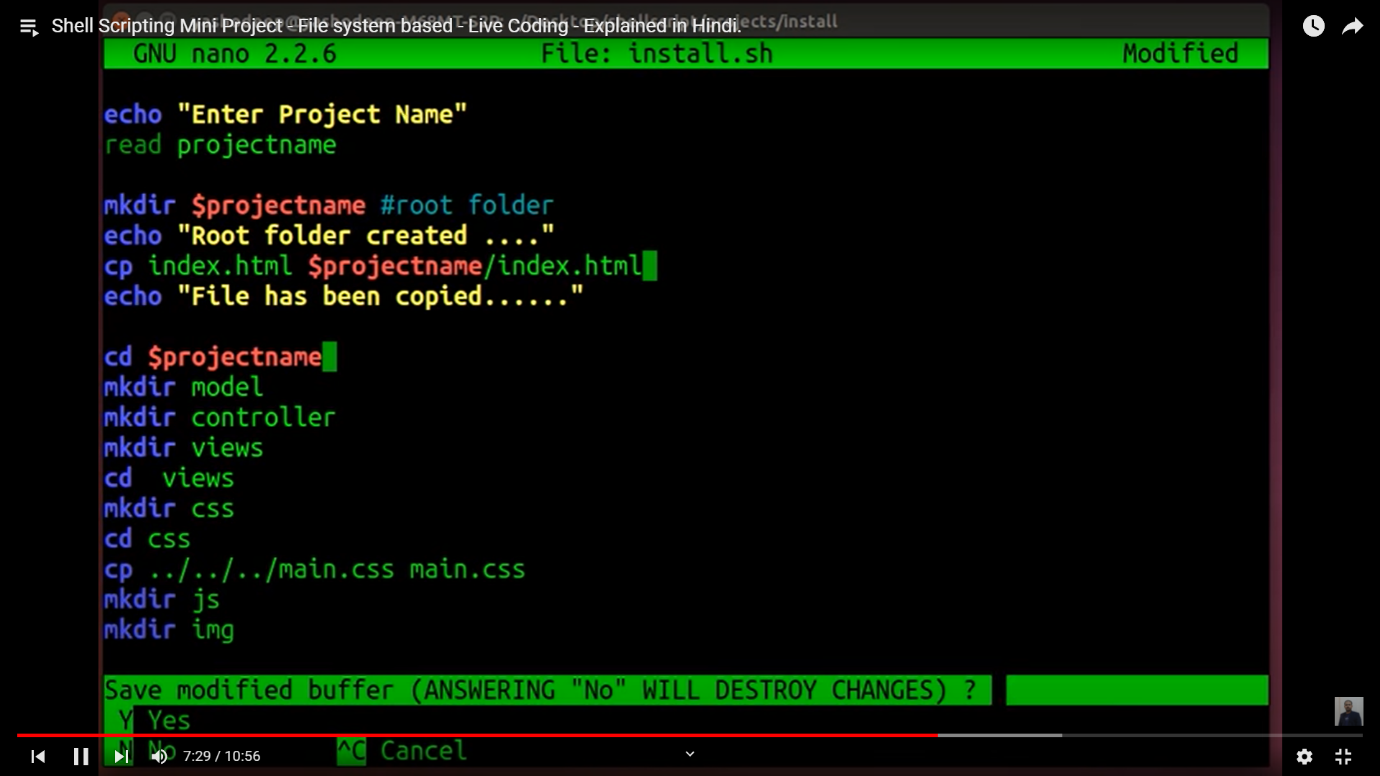 Shell Scripting Mini Project - File system based - Live Coding - Explained in Hindi.
GNU nano 2.2.6 File: install.sh Modified
echo "Enter Project Name"
read projectname
mkdir $projectname #root folder
echo "Root folder created ...."
cp index.html $projectname/index.html
echo "File has been copied......"
cd $projectname
mkdir model
mkdir controller
mkdir views
cd  views
mkdir css
cd css
cp ../../../main.css main.css
mkdir js
mkdir img
Save modified buffer (ANSWERING "No" WILL DESTROY CHANGES) ?
Y Yes
N No ^C Cancel
7:29 / 10:56